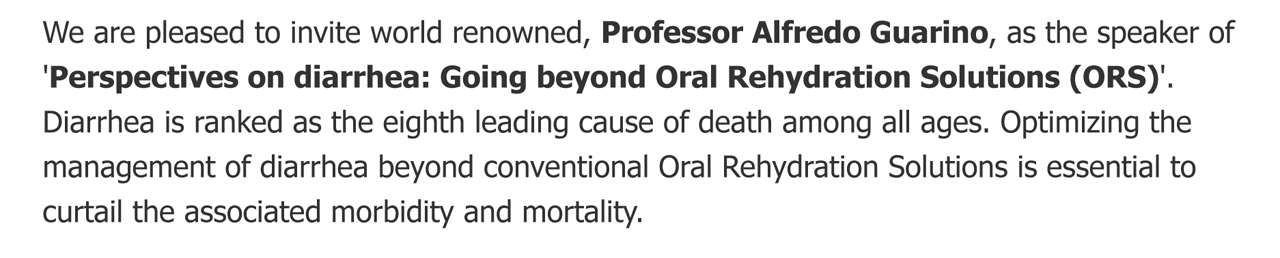 We are pleased to invite world renowned, Professor Alfredo Guarino, as the speaker of
'Perspectives on diarrhea: Going beyond Oral Rehydration Solutions (ORS)'.
Diarrhea is ranked as the eighth leading cause of death among all ages. Optimizing the
management of diarrhea beyond conventional Oral Rehydration Solutions is essential to
curtail the associated morbidity and mortality.